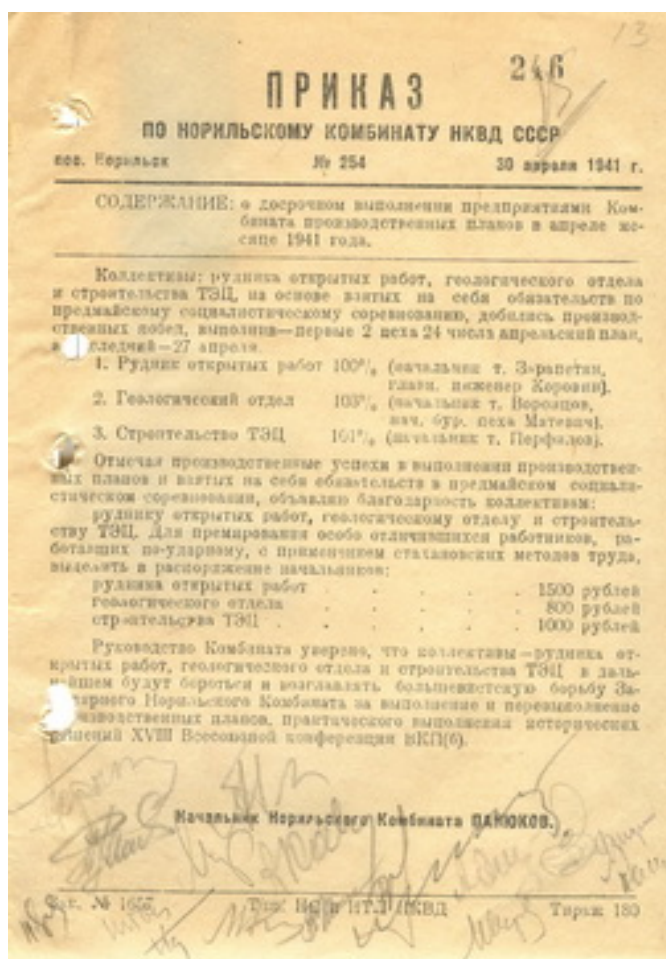 13
246
ПРИКАЗ
ПО НОРИЛЬСКОМУ КОМБИНАТУ НКВД СССР
пос. Норильск № 254 30 апреля 1941 г.
СОДЕРЖАНИЕ: о досрочном выполнении предприятиями Ком-
бината производственных планов в апреле ме-
сяце 1941 года.
Коллективы: рудника открытых работ, геологического отдела
и строительства ТЭЦ, на основе взятых на себя обязательств по
предмайскому социалистическому соревнованию, добились производ-
ственных побед, выполнив—первые 2 цеха 24 числа апрельский план,
а последний—27 апреля.
1. Рудник открытых работ 100% (начальник т. Зарапетян,
главн. инженер Коровин).
2. Геологический отдел 103% (начальник т. Воронцов,
нач. бур. цеха Матевич).
3. Строительство ТЭЦ 101% (начальник т. Перфилов).
Отмечая производственные успехи в выполнении производствен-
ных планов и взятых на себя обязательств в предмайском социали-
стическом соревновании, объявляю благодарность коллективам:
руднику открытых работ, геологическому отделу и строитель-
ству ТЭЦ. Для премирования особо отличившихся работников, ра-
ботавших по-ударному, с применением стахановских методов труда,
выделить в распоряжение начальников:
рудника открытых работ . . . . . 1500 рублей
геологического отдела . . . . . 800 рублей
строительства ТЭЦ . . . . . . 1000 рублей
Руководство Комбината уверено, что коллективы—рудника от-
крытых работ, геологического отдела и строительства ТЭЦ в даль-
нейшем будут бороться и возглавлять большевистскую борьбу За-
полярного Норильского Комбината за выполнение и перевыполнение
производственных планов, практического выполнения исторических
решений XVIII Всесоюзной конференции ВКП(б).
Начальник Норильского Комбината ПАНЮКОВ.
Зак. № 1657 Тип. НК и ИТЛ НКВД Тираж 180